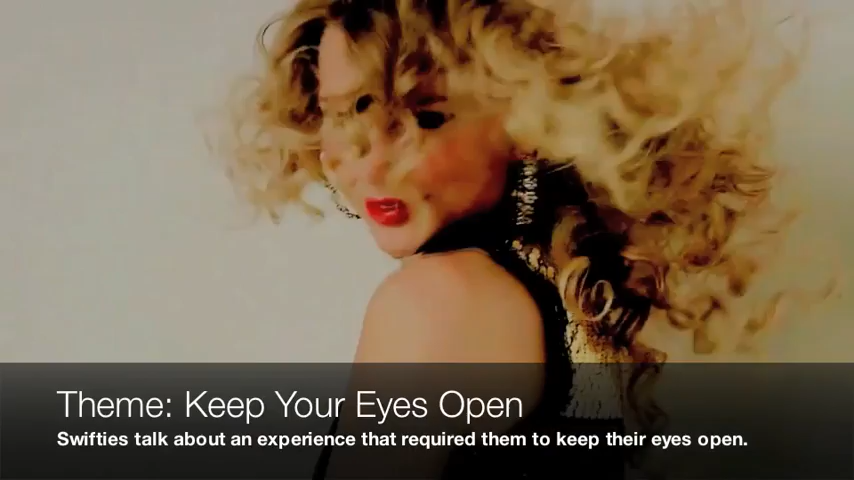 Theme: Keep Your Eyes Open
Swifties talk about an experience that required them to keep their eyes open.